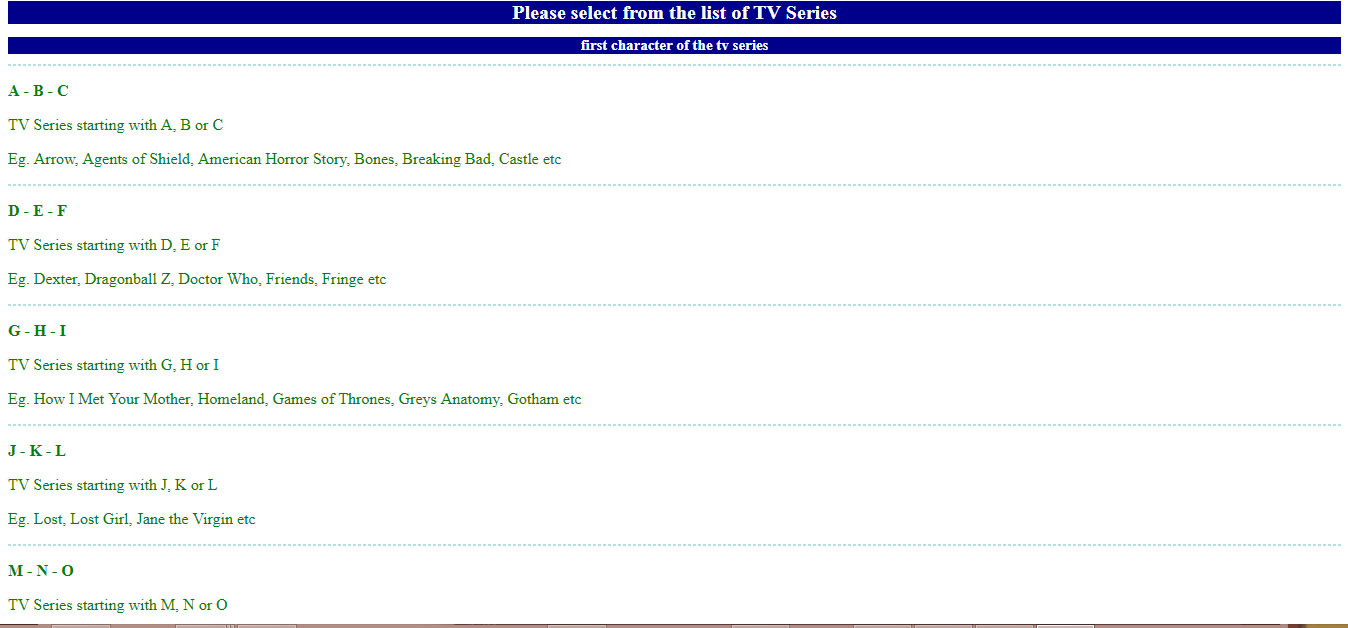 Please select from the list of TV Series
first character of the tv series
A - B - C
TV Series starting with A, B or C
Eg. Arrow, Agents of Shield, American Horror Story, Bones, Breaking Bad, Castle etc
D - E - F
TV Series starting with D, E or F
Eg. Dexter, Dragonball Z, Doctor Who, Friends, Fringe etc
G - H - I
TV Series starting with G, H or I
Eg. How I Met Your Mother, Homeland, Games of Thrones, Greys Anatomy, Gotham etc
J - K - L
TV Series starting with J, K or L
Eg. Lost, Lost Girl, Jane the Virgin etc
M - N - O
TV Series starting with M, N or O